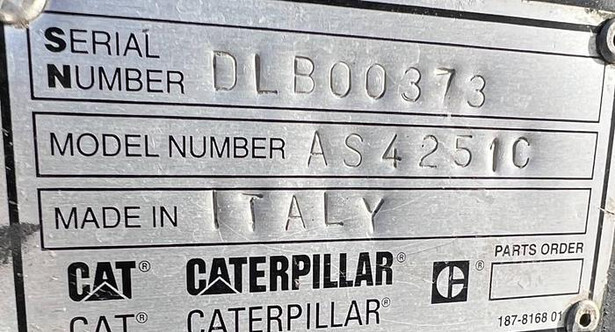 SERIAL
NUMBER DLB00373
MODEL NUMBER AS4251C
MADE IN ITALY
CAT® CATERPILLAR® C® PARTS ORDER
CAT® CATERPILLAR® 187-8168 01